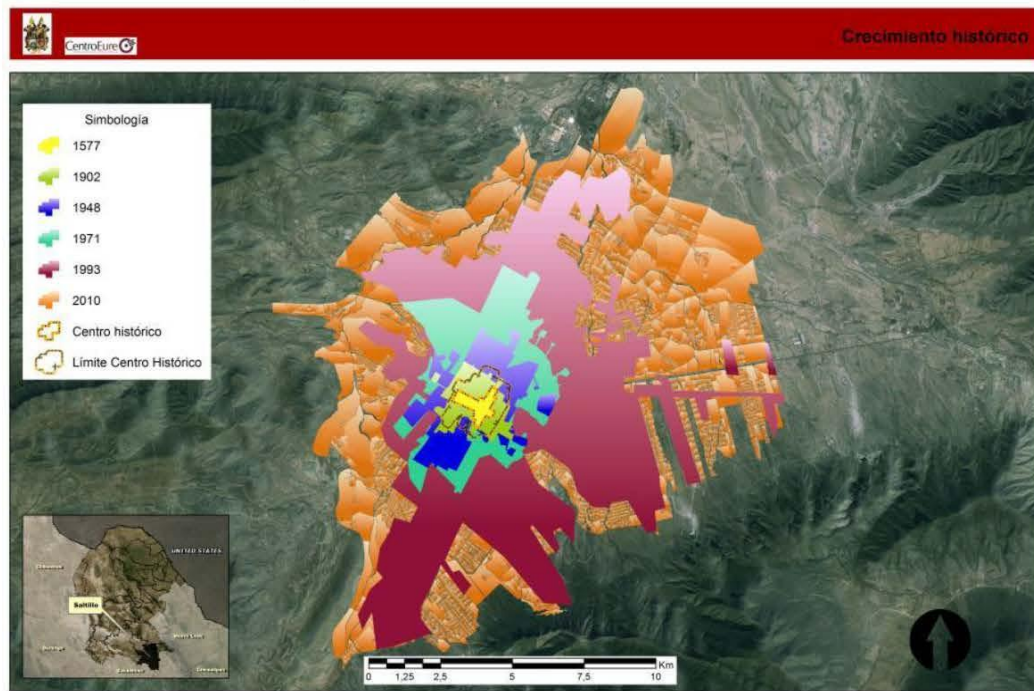 CentroEure
Crecimiento histórico
Simbología
1577
1902
1948
1971
1993
2010
Centro histórico
Límite Centro Histórico
UNITED STATES
Saltillo
Durango
0 1,25 2,5 5 7,5 10 Km